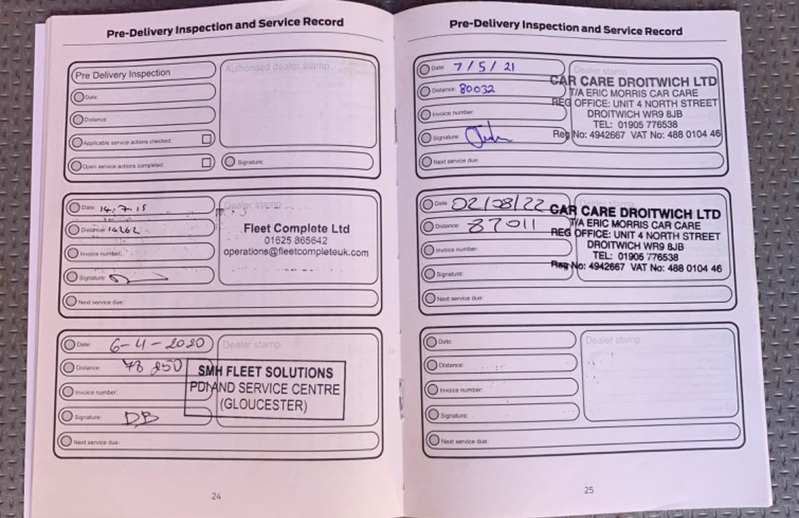 Pre-Delivery Inspection and Service Record
Pre Delivery Inspection
Authorised dealer stamp
Date:
Distance:
Applicable service actions checked:
Open service actions completed:
Signature:
Date: 14.7.15
Dealer stamp
Distance: 14262
Invoice number:
Signature:
Next service due:
Fleet Complete Ltd
01625 865642
operations@fleetcompleteuk.com
Date: 6-4-2020
Dealer stamp
Distance: 78 250
Invoice number:
Signature: DB
Next service due:
SMH FLEET SOLUTIONS
PDI AND SERVICE CENTRE
(GLOUCESTER)
24
Pre-Delivery Inspection and Service Record
Date: 7/5/21
Dealer stamp
Distance: 80032
Invoice number:
Signature:
Next service due:
CAR CARE DROITWICH LTD
T/A ERIC MORRIS CAR CARE
REG OFFICE: UNIT 4 NORTH STREET
DROITWICH WR9 8JB
TEL: 01905 776538
Reg No: 4942667 VAT No: 488 0104 46
Date: 02/08/22
Distance: 87011
Invoice number:
Signature:
Next service due:
CAR CARE DROITWICH LTD
T/A ERIC MORRIS CAR CARE
REG OFFICE: UNIT 4 NORTH STREET
DROITWICH WR9 8JB
TEL: 01905 776538
Reg No: 4942667 VAT No: 488 0104 46
Date:
Dealer stamp
Distance:
Invoice number:
Signature:
Next service due:
25